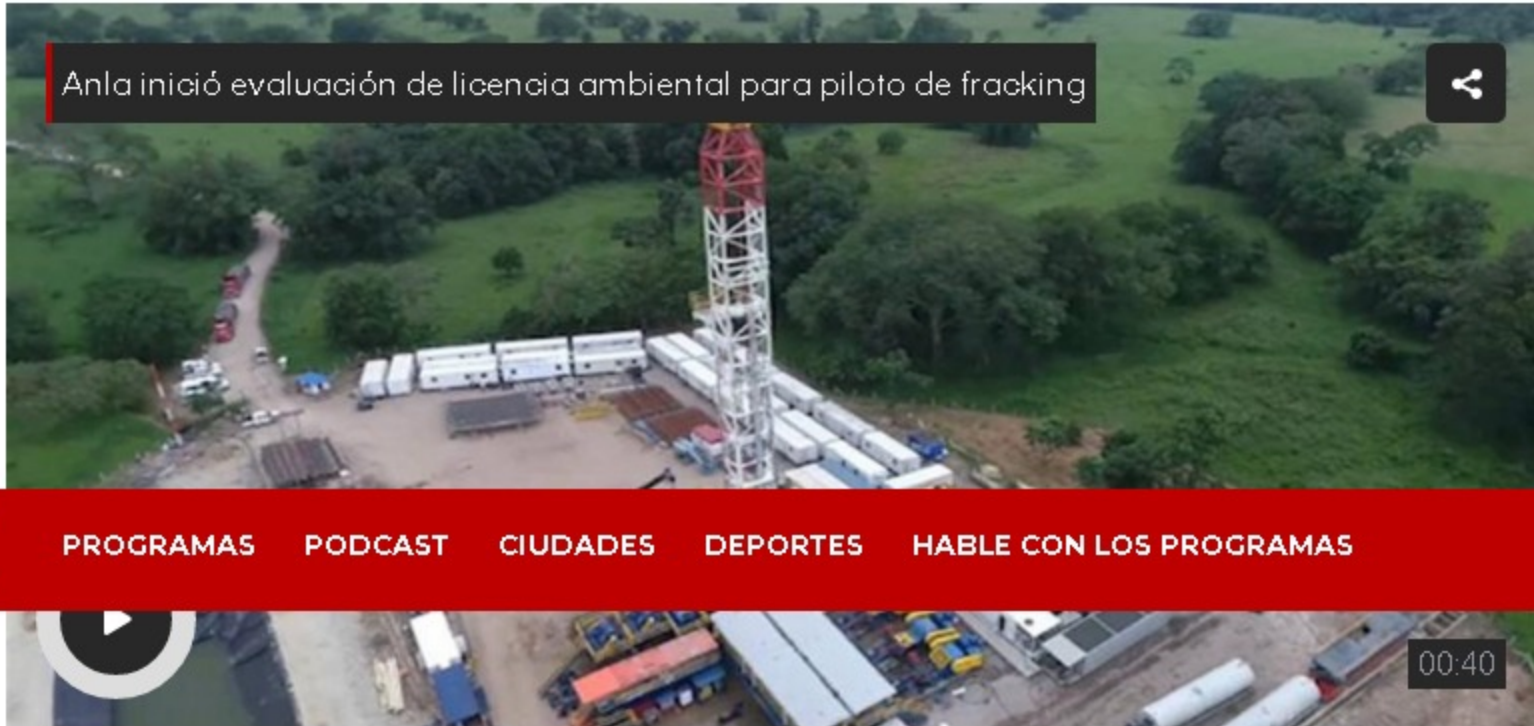 Anla inició evaluación de licencia ambiental para piloto de fracking
PROGRAMAS PODCAST CIUDADES DEPORTES HABLE CON LOS PROGRAMAS
00:40